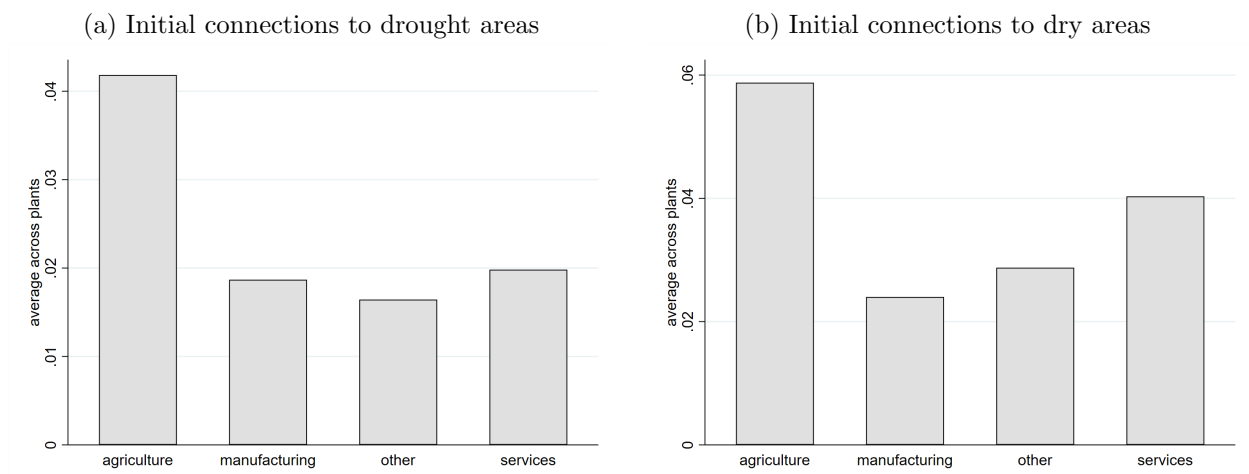 (a) Initial connections to drought areas
average across plants
.04
.03
.02
.01
0
agriculture manufacturing other services
(b) Initial connections to dry areas
average across plants
.06
.04
.02
0
agriculture manufacturing other services